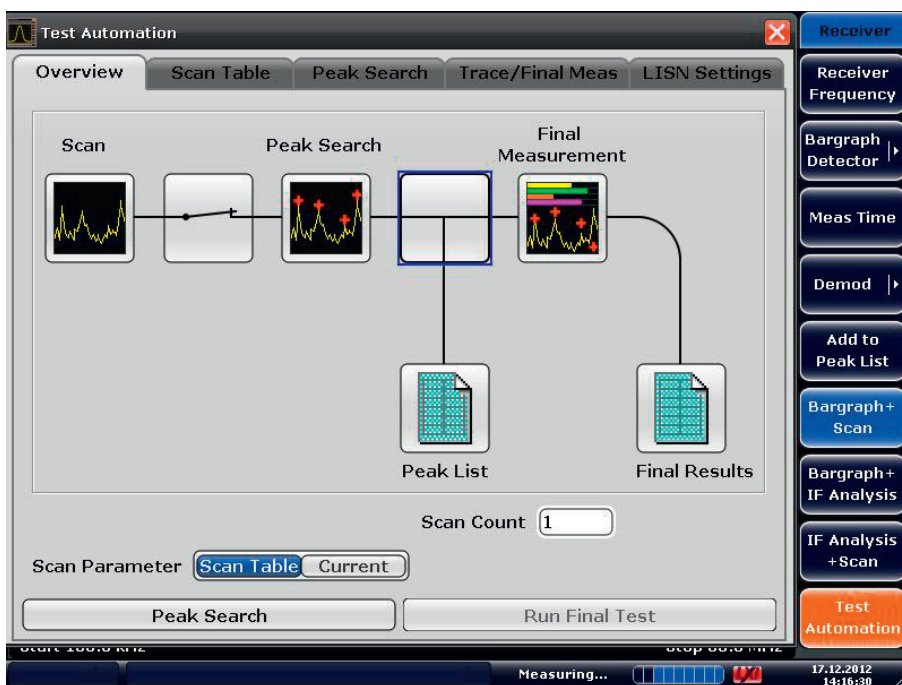 Test Automation
Receiver
Overview
Scan Table
Peak Search
Trace/Final Meas
LISN Settings
Receiver
Frequency
Bargraph
Detector
Meas Time
Demod
Add to
Peak List
Bargraph+
Scan
Bargraph+
IF Analysis
IF Analysis
+Scan
Test
Automation
Scan
Peak Search
Final
Measurement
Peak List
Final Results
Scan Count 1
Scan Parameter Scan Table Current
Peak Search
Run Final Test
Measuring...
17.12.2012
14:16:30